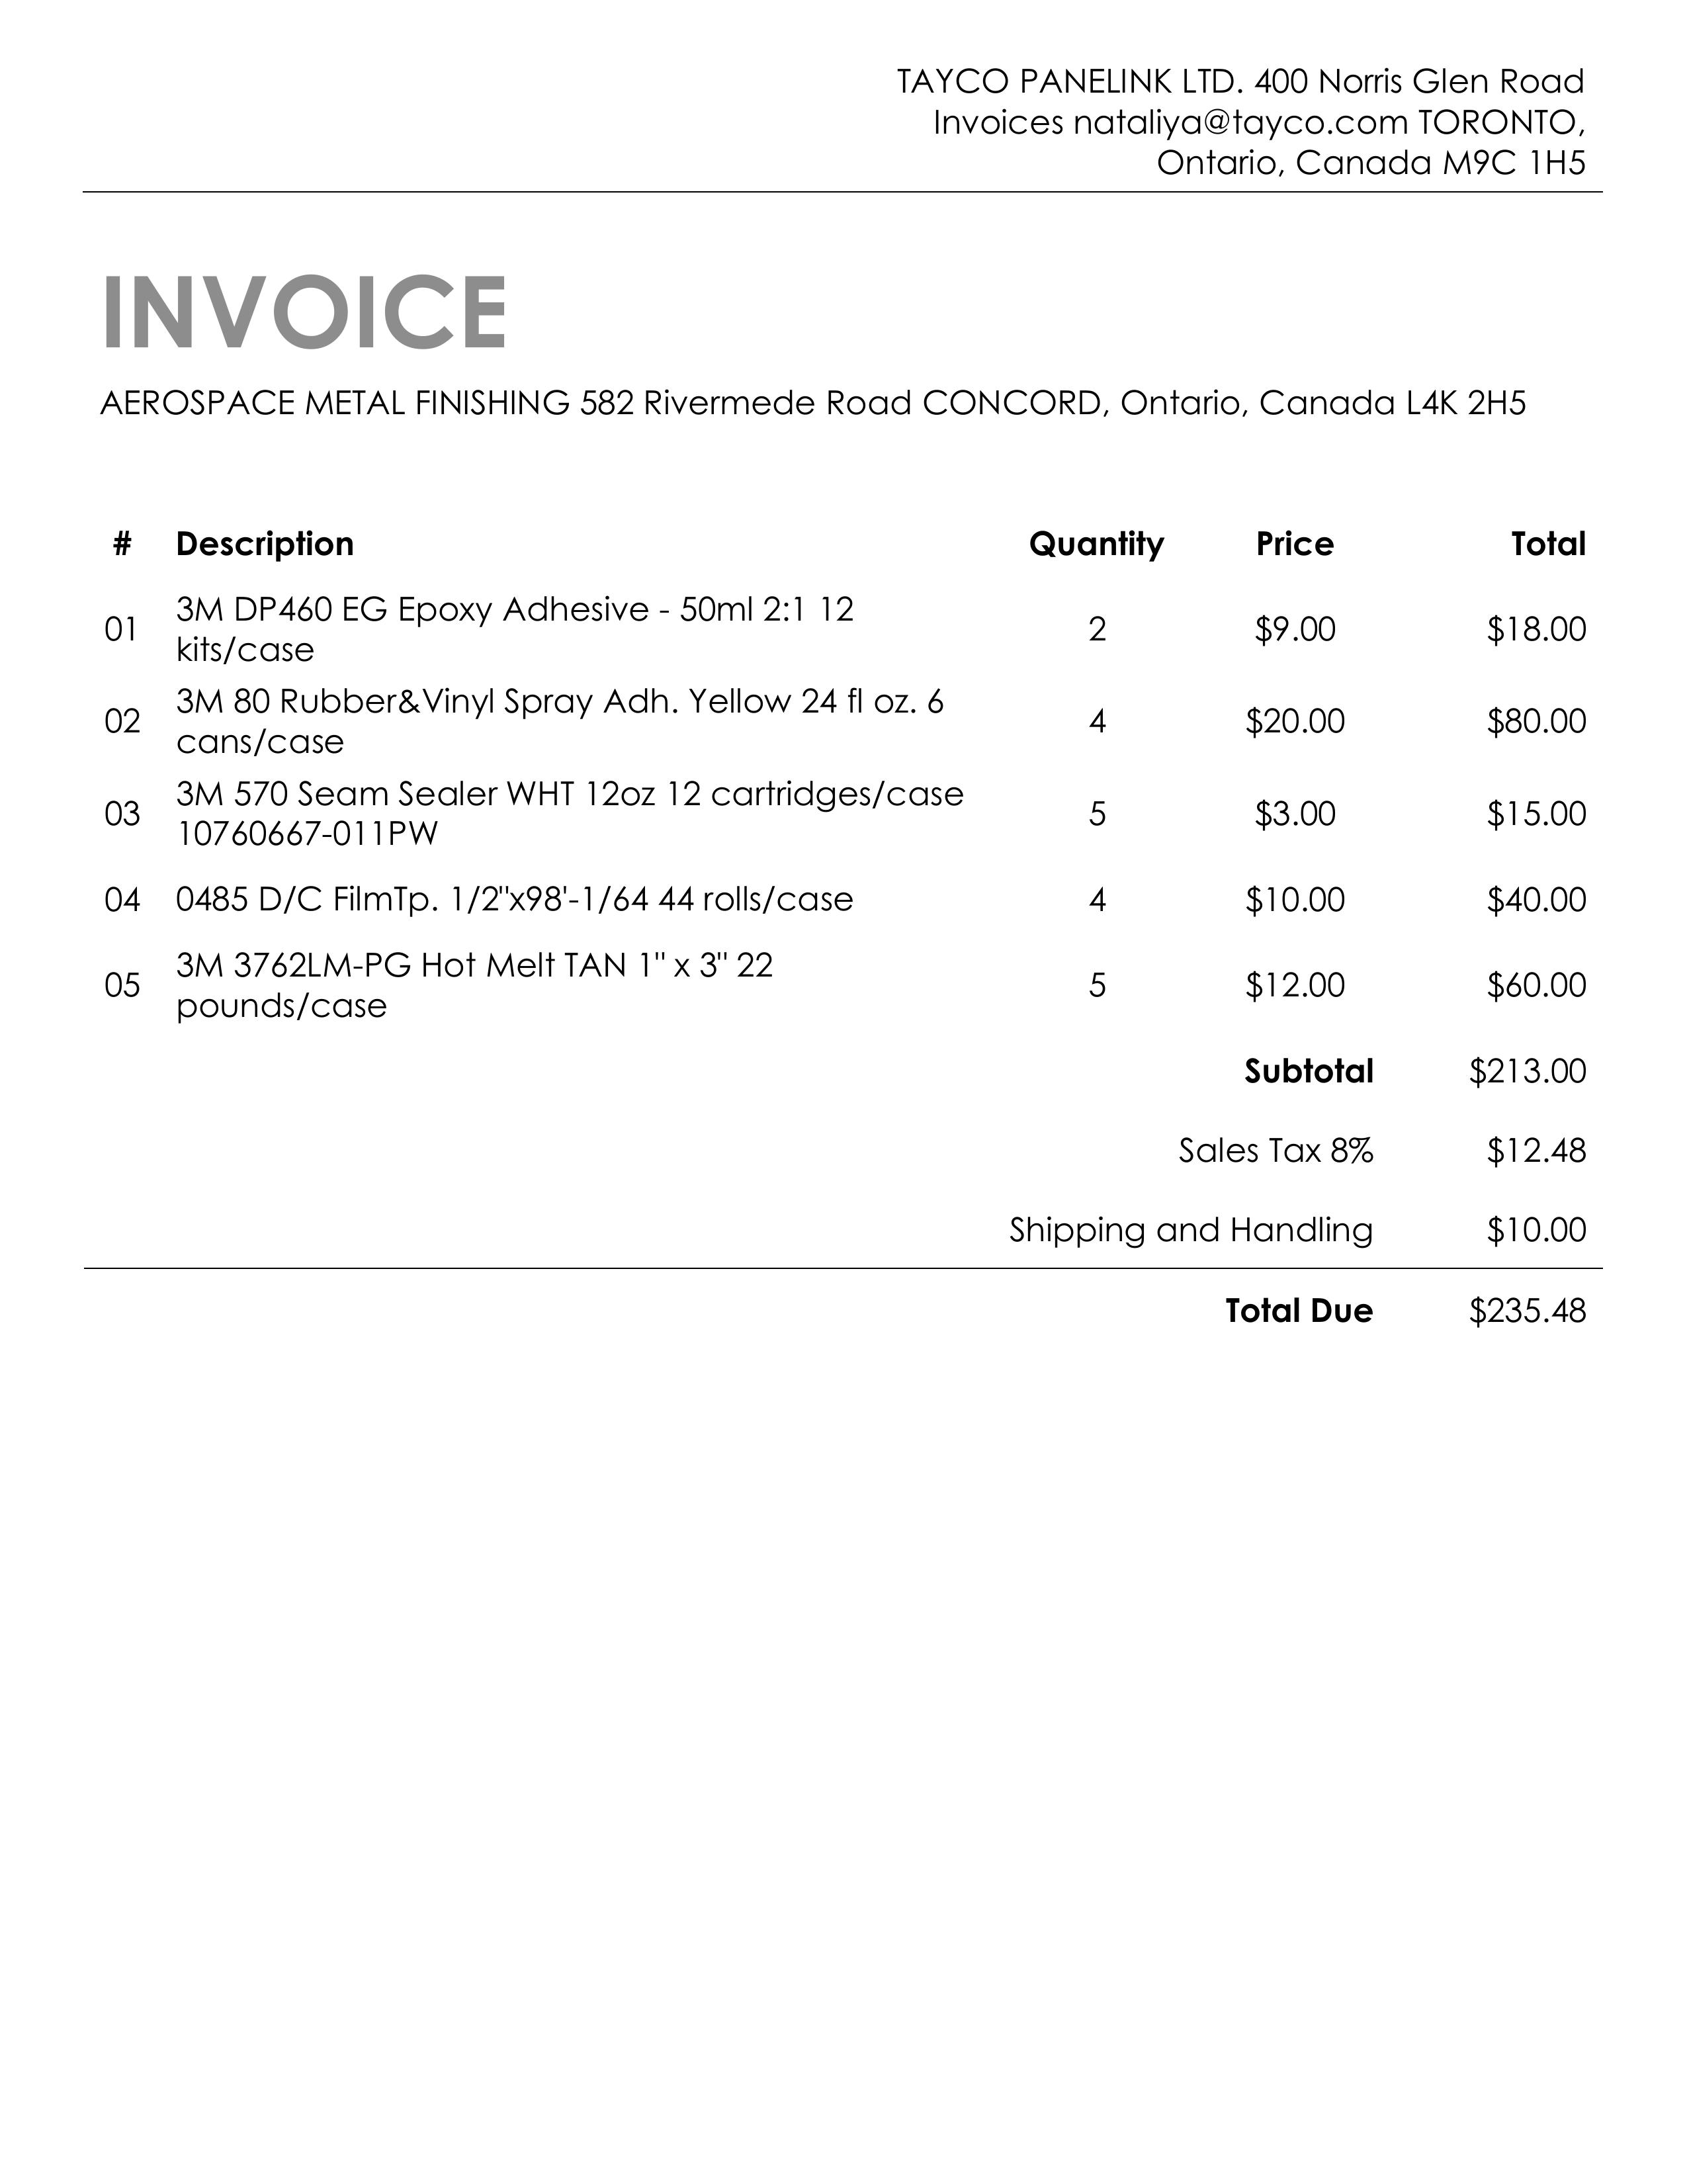 TAYCO PANELINK LTD. 400 Norris Glen Road
Invoices nataliya@tayco.com TORONTO,
Ontario, Canada M9C 1H5
INVOICE
AEROSPACE METAL FINISHING 582 Rivermede Road CONCORD, Ontario, Canada L4K 2H5
# Description Quantity Price Total
01 3M DP460 EG Epoxy Adhesive - 50ml 2:1 12
kits/case 2 $9.00 $18.00
02 3M 80 Rubber&Vinyl Spray Adh. Yellow 24 fl oz. 6
cans/case 4 $20.00 $80.00
03 3M 570 Seam Sealer WHT 12oz 12 cartridges/case
10760667-011PW 5 $3.00 $15.00
04 0485 D/C FilmTp. 1/2"x98'-1/64 44 rolls/case 4 $10.00 $40.00
05 3M 3762LM-PG Hot Melt TAN 1" x 3" 22
pounds/case 5 $12.00 $60.00
Subtotal $213.00
Sales Tax 8% $12.48
Shipping and Handling $10.00
Total Due $235.48